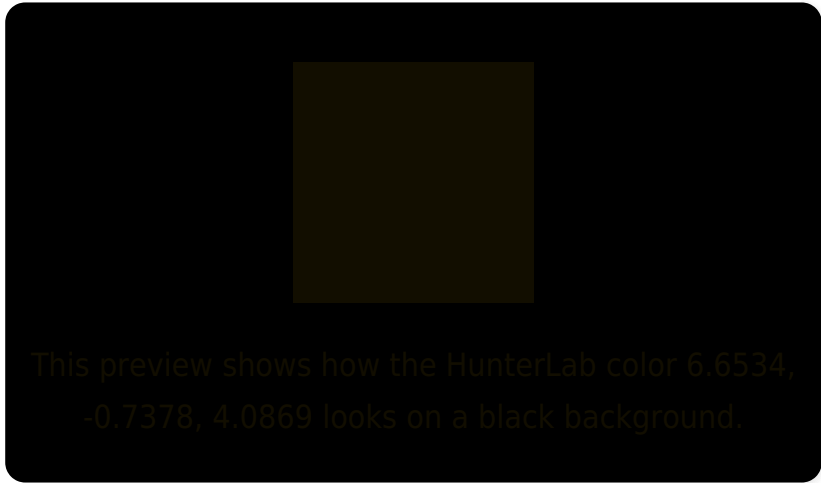 This preview shows how the HunterLab color 6.6534,
-0.7378, 4.0869 looks on a black background.